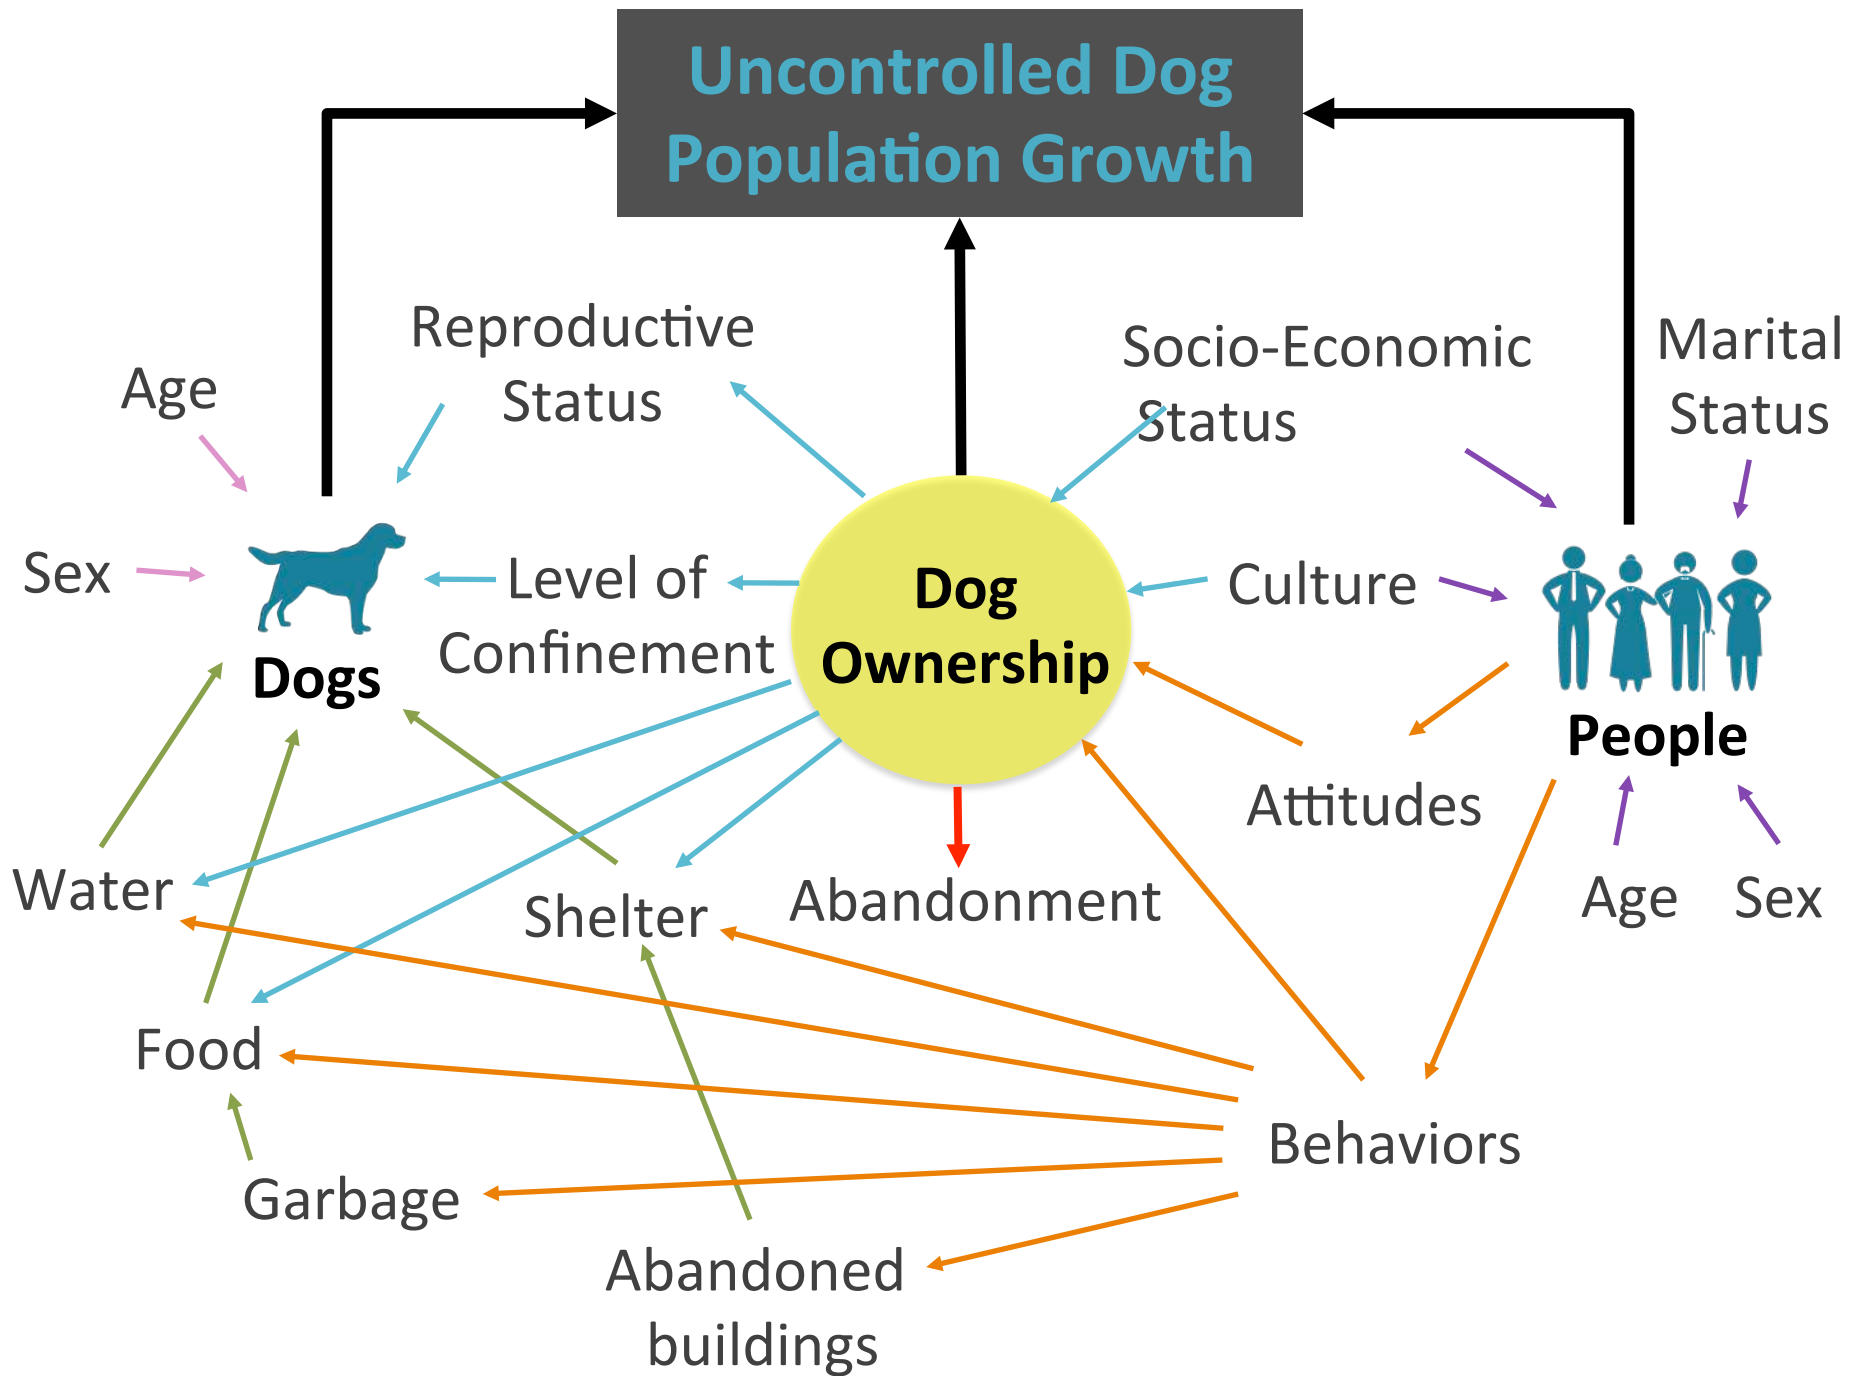 Uncontrolled Dog
Population Growth
Reproductive
Status
Socio-Economic
Status
Marital
Status
Age
Sex
Dogs
Level of
Confinement
Dog
Ownership
Culture
People
Attitudes
Water
Shelter
Abandonment
Age
Sex
Food
Behaviors
Garbage
Abandoned
buildings